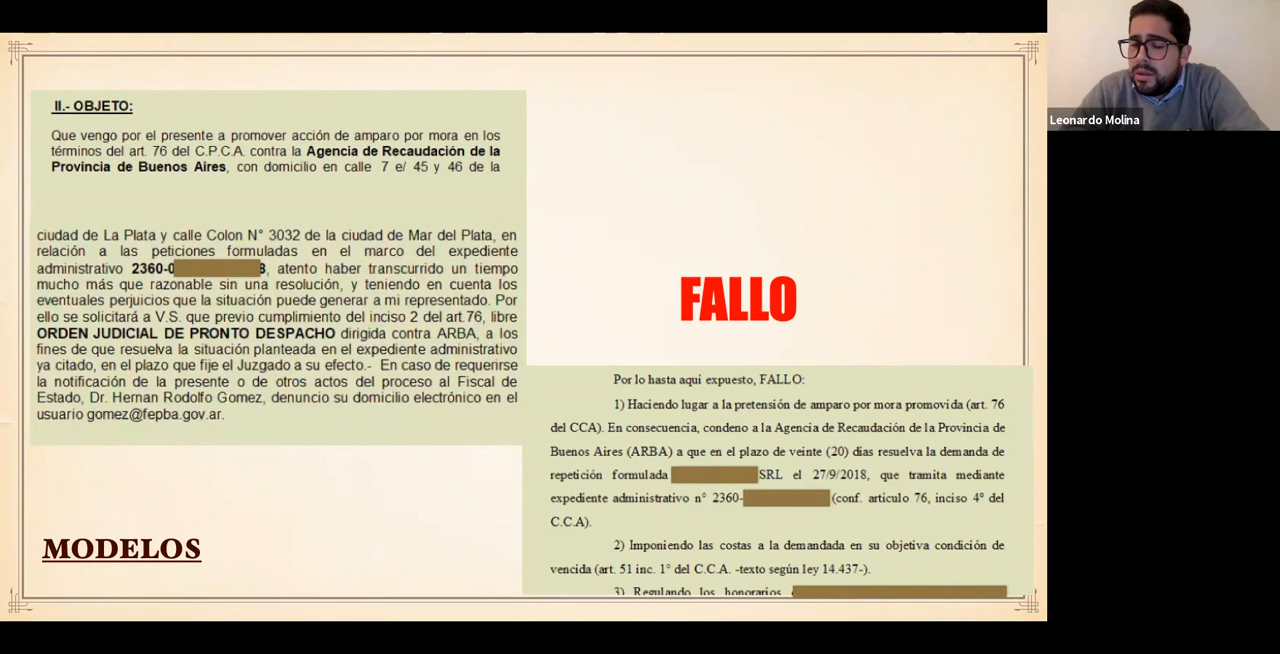 II.- OBJETO:
Que vengo por el presente a promover acción de amparo por mora en los
términos del art. 76 del C.P.C.A. contra la Agencia de Recaudación de la
Provincia de Buenos Aires, con domicilio en calle 7 e/ 45 y 46 de la
ciudad de La Plata y calle Colon N° 3032 de la ciudad de Mar del Plata, en
relación a las peticiones formuladas en el marco del expediente
administrativo 2360-0 8, atento haber transcurrido un tiempo
mucho más que razonable sin una resolución, y teniendo en cuenta los
eventuales perjuicios que la situación puede generar a mi representado. Por
ello se solicitará a V.S. que previo cumplimiento del inciso 2 del art.76, libre
ORDEN JUDICIAL DE PRONTO DESPACHO dirigida contra ARBA, a los
fines de que resuelva la situación planteada en el expediente administrativo
ya citado, en el plazo que fije el Juzgado a su efecto.- En caso de requerirse
la notificación de la presente o de otros actos del proceso al Fiscal de
Estado, Dr. Hernan Rodolfo Gomez, denuncio su domicilio electrónico en el
usuario gomez@fepba.gov.ar.
MODELOS
FALLO
Por lo hasta aquí expuesto, FALLO:
1) Haciendo lugar a la pretensión de amparo por mora promovida (art. 76
del CCA). En consecuencia, condeno a la Agencia de Recaudación de la Provincia de
Buenos Aires (ARBA) a que en el plazo de veinte (20) días resuelva la demanda de
repetición formulada SRL el 27/9/2018, que tramita mediante
expediente administrativo n° 2360- (conf. artículo 76, inciso 4° del
C.C.A).
2) Imponiendo las costas a la demandada en su objetiva condición de
vencida (art. 51 inc. 1° del C.C.A. -texto según ley 14.437-).
3) Regulando los honorarios
Leonardo Molina